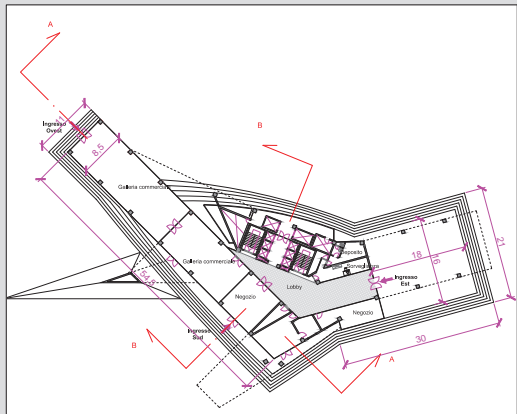 A
11
Ingresso
Ovest
8,5
B
Galleria commerciale
Deposito
18
16
21
Galleria commerciale
Lobby
Ingresso
Est
Negozio
Negozio
Ingresso
Sud
B
A
30